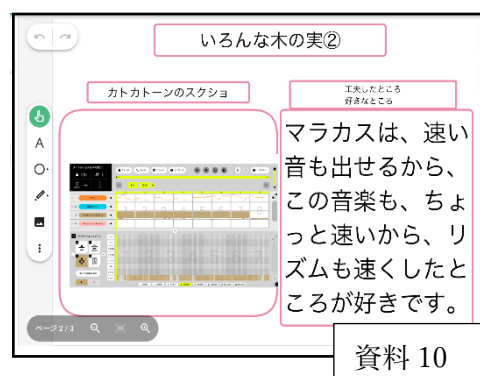 いろんな木の実②
カトカトーンのスクショ
工夫したところ
好きなところ
マラカスは、速い
音も出せるから、
この音楽も、ちょ
っと速いから、リ
ズムも速くしたと
ころが好きです。
A
ページ 2 / 3
資料 10